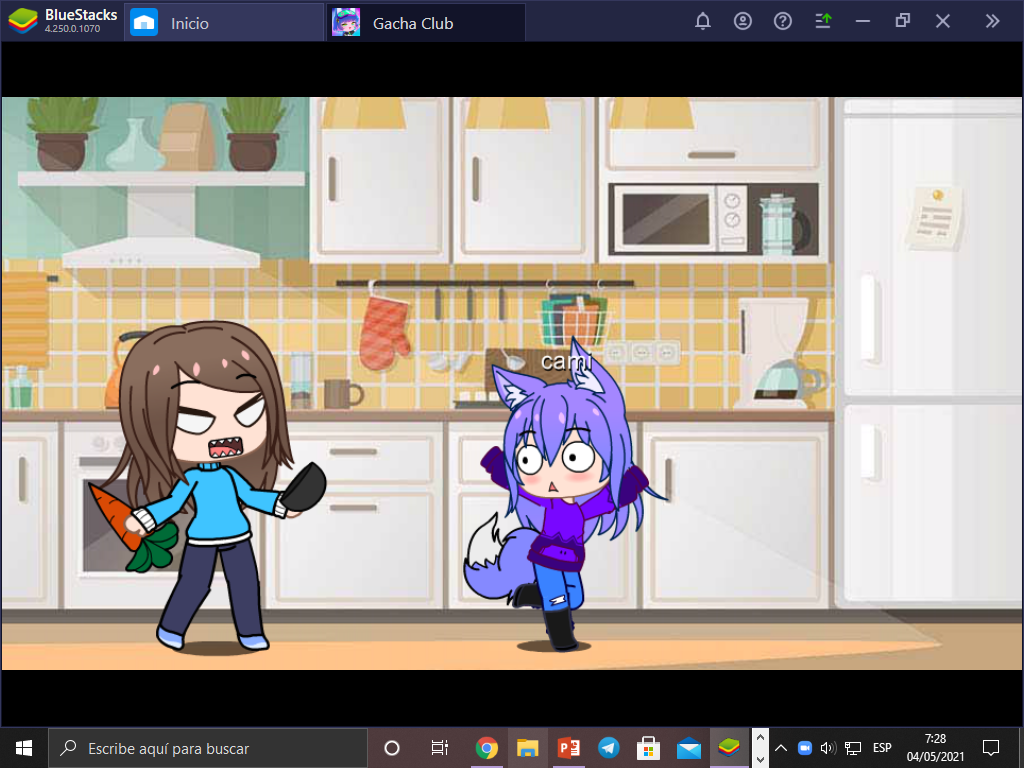 BlueStacks
4.250.0.1070
Inicio
Gacha Club
cami
Escribe aquí para buscar
ESP
7:28
04/05/2021